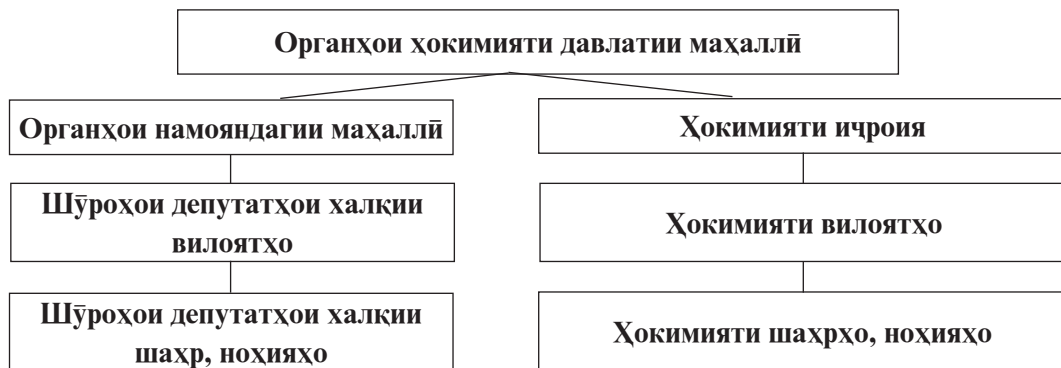 Органҳои ҳокимияти давлатии маҳаллӣ
Органҳои намояндагии маҳаллӣ
Ҳокимияти иҷроия
Шӯроҳои депутатҳои халқии
вилоятҳо
Ҳокимияти вилоятҳо
Шӯроҳои депутатҳои халқии
шаҳр, ноҳияҳо
Ҳокимияти шаҳрҳо, ноҳияҳо